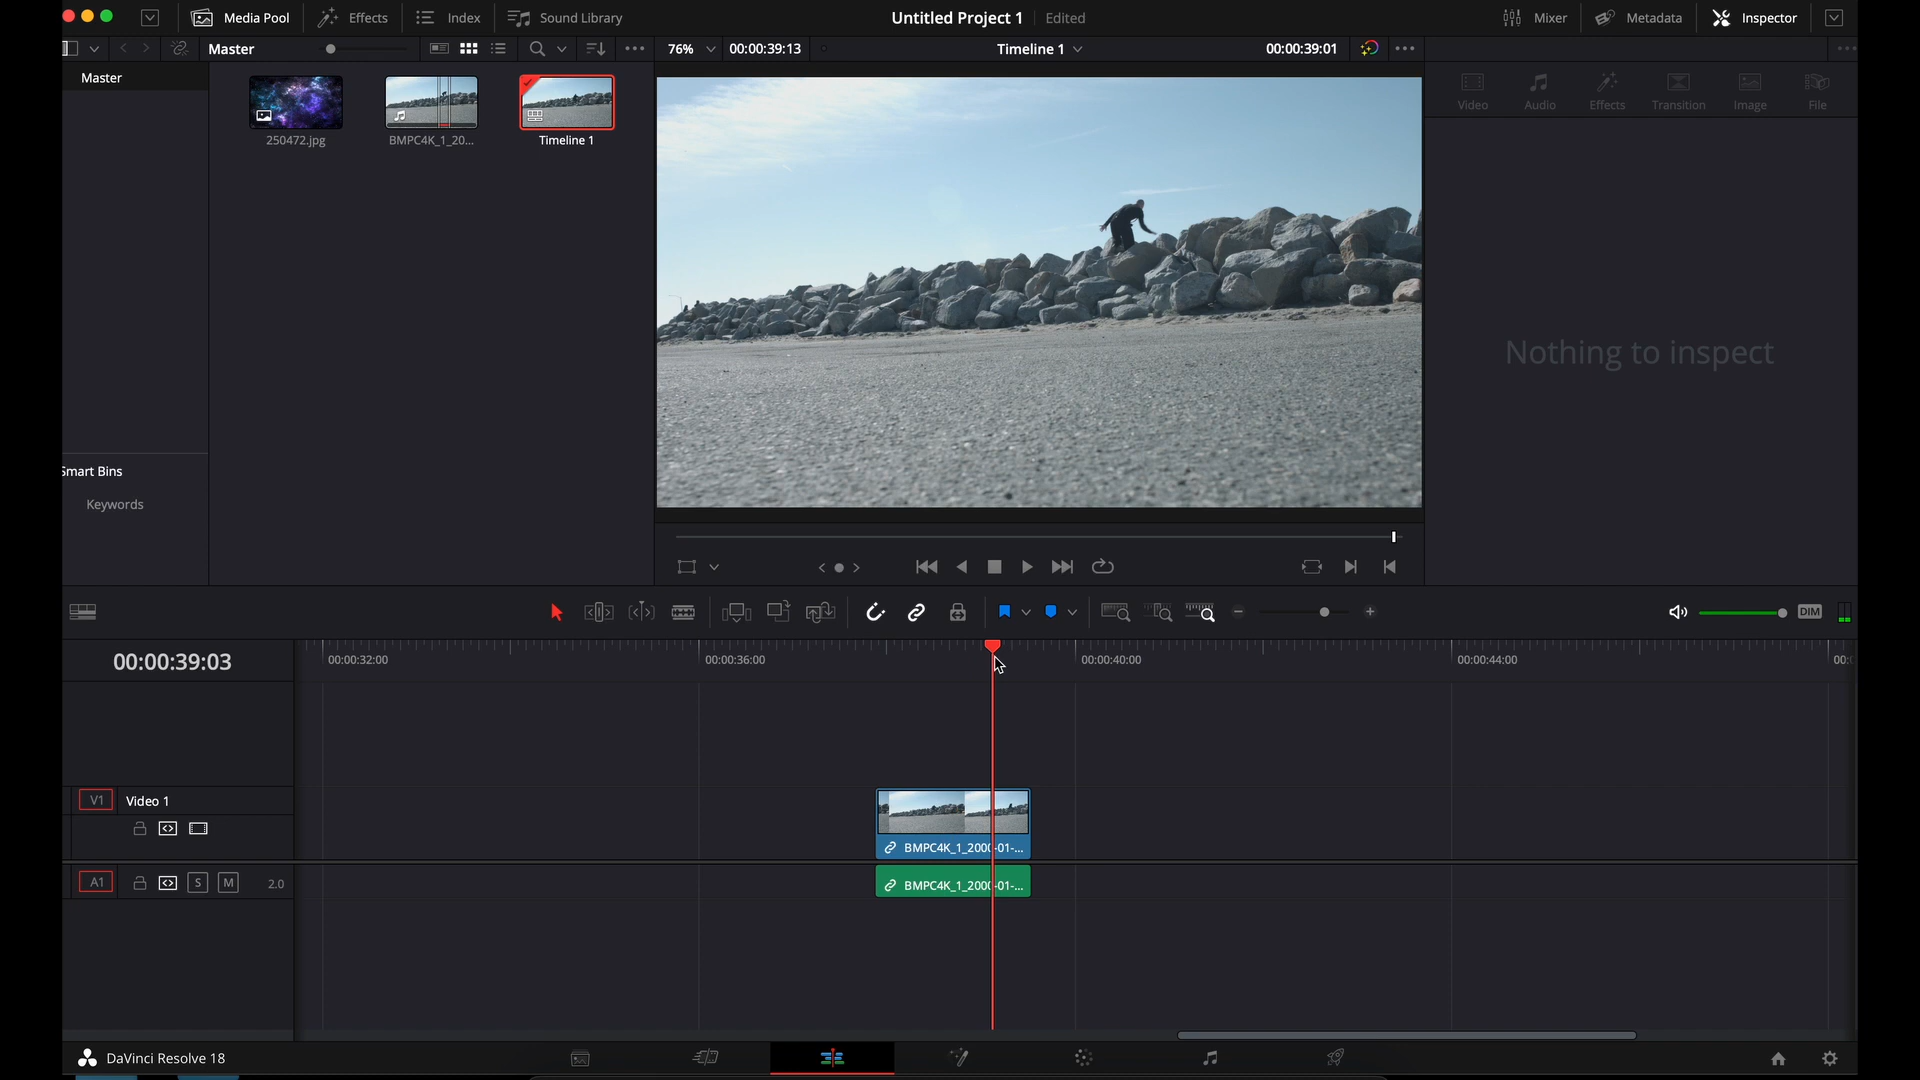 Media Pool Effects Index Sound Library Untitled Project 1 Edited Mixer Metadata Inspector
Master 76% 00:00:39:13 Timeline 1 00:00:39:01
Master
250472.jpg BMPC4K_1_20... Timeline 1
Video Audio Effects Transition Image File
Nothing to inspect
Smart Bins
Keywords
DIM
00:00:39:03 00:00:32:00 00:00:36:00 00:00:40:00 00:00:44:00 00:
V1 Video 1
BMPC4K_1_2000-01-...
A1 S M 2.0 BMPC4K_1_2000-01-...
DaVinci Resolve 18